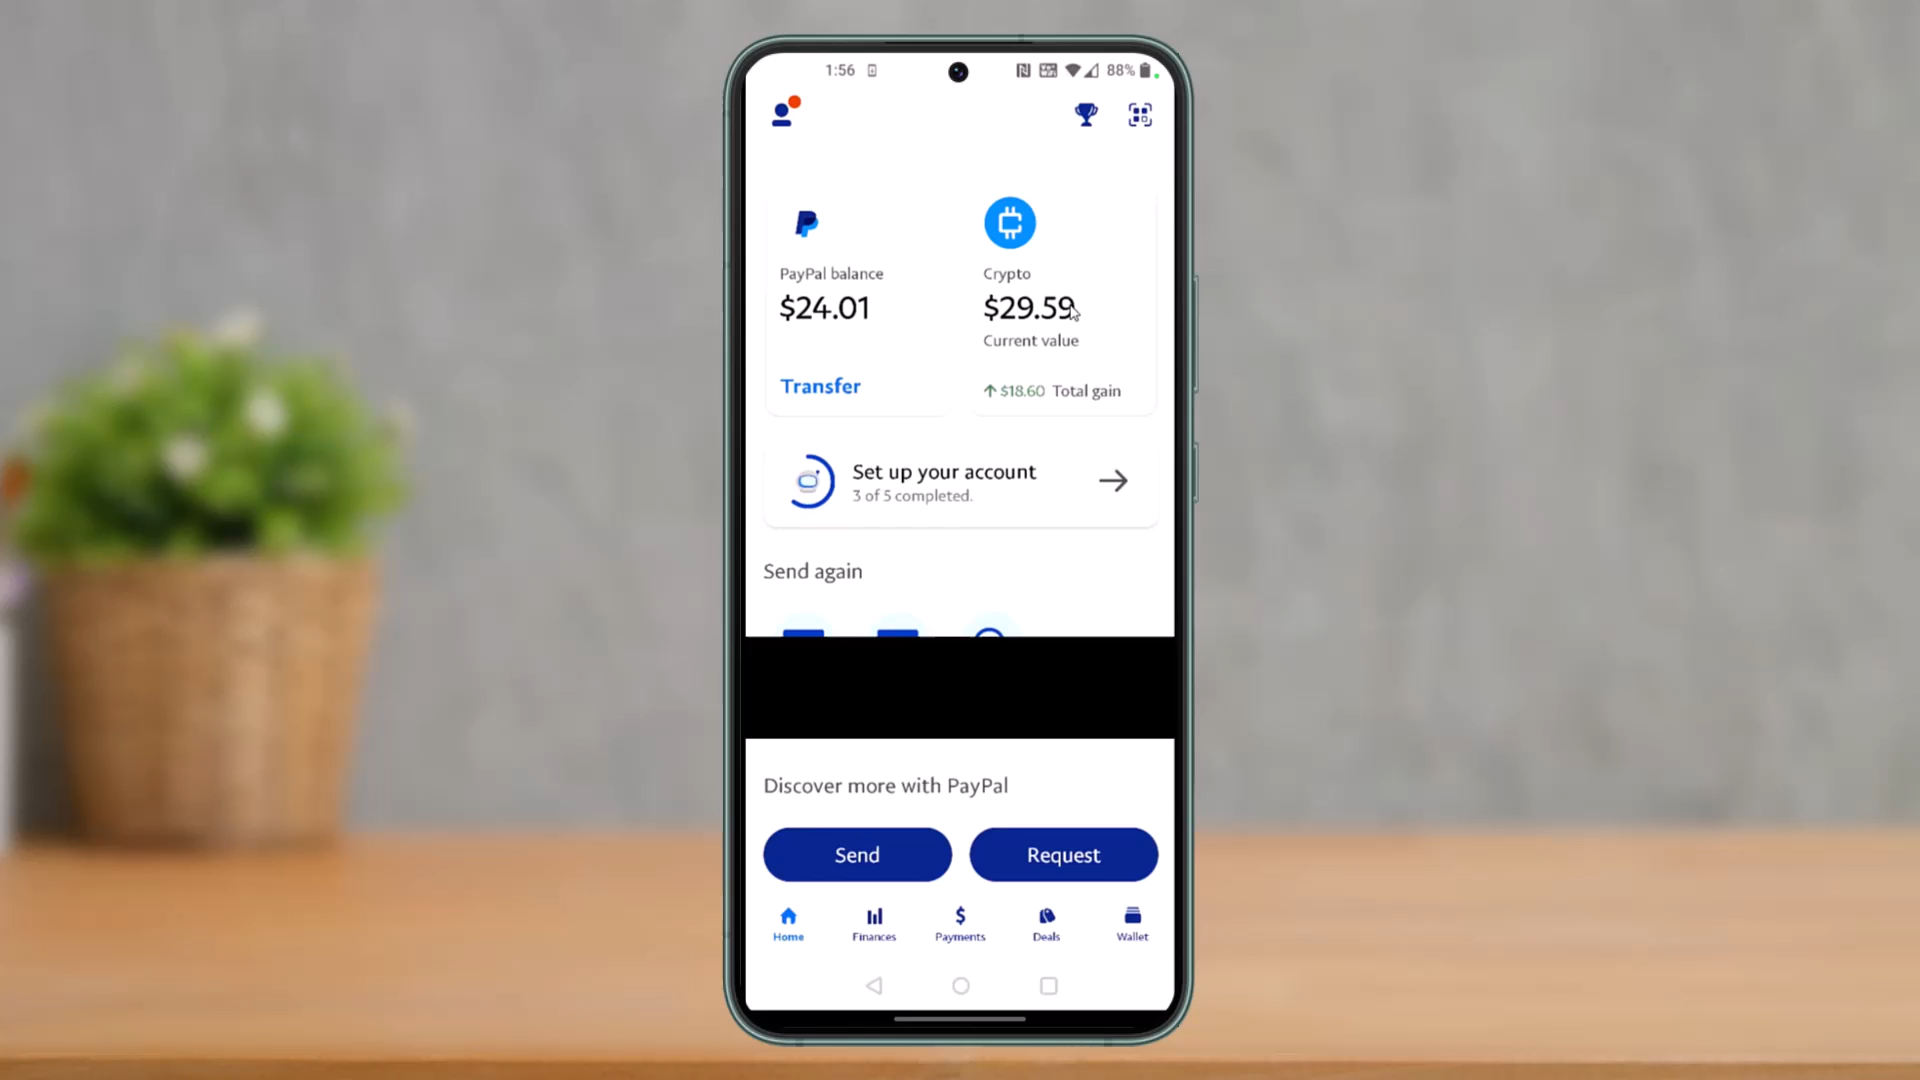 1:56
88%
PayPal balance
$24.01
Transfer
Crypto
$29.59
Current value
$18.60 Total gain
Set up your account
3 of 5 completed.
Send again
Discover more with PayPal
Send
Request
Home
Finances
Payments
Deals
Wallet